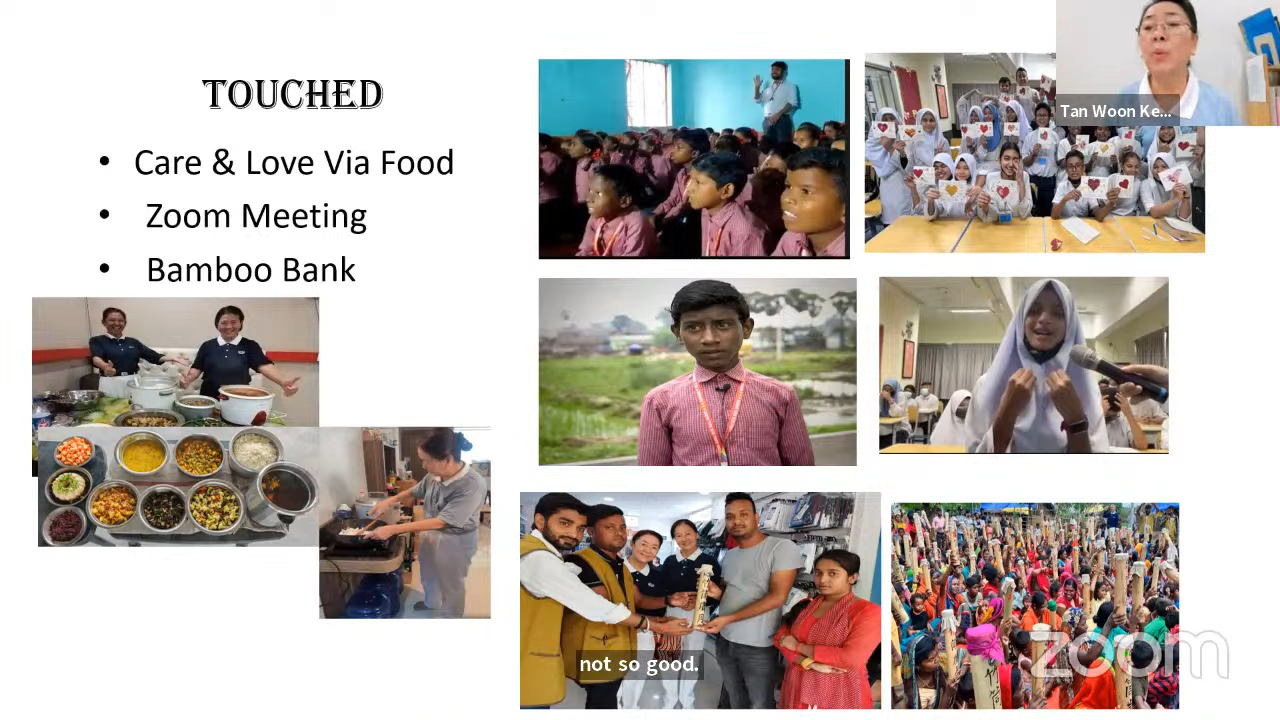 TOUCHED
• Care & Love Via Food
• Zoom Meeting
• Bamboo Bank
Tan Woon Ke...
not so good.
zoom